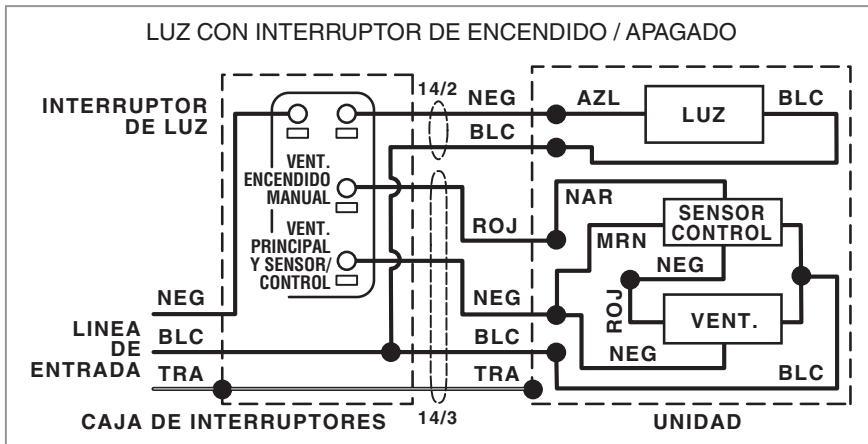 LUZ CON INTERRUPTOR DE ENCENDIDO / APAGADO
INTERRUPTOR
DE LUZ
14/2
NEG
BLC
AZL
LUZ
BLC
VENT.
ENCENDIDO
MANUAL
VENT.
PRINCIPAL
Y SENSOR/
CONTROL
ROJ
NAR
MRN
SENSOR
CONTROL
NEG
ROJ
VENT.
NEG
NEG
LINEA
DE
ENTRADA
NEG
BLC
TRA
BLC
TRA
BLC
CAJA DE INTERRUPTORES
14/3
UNIDAD